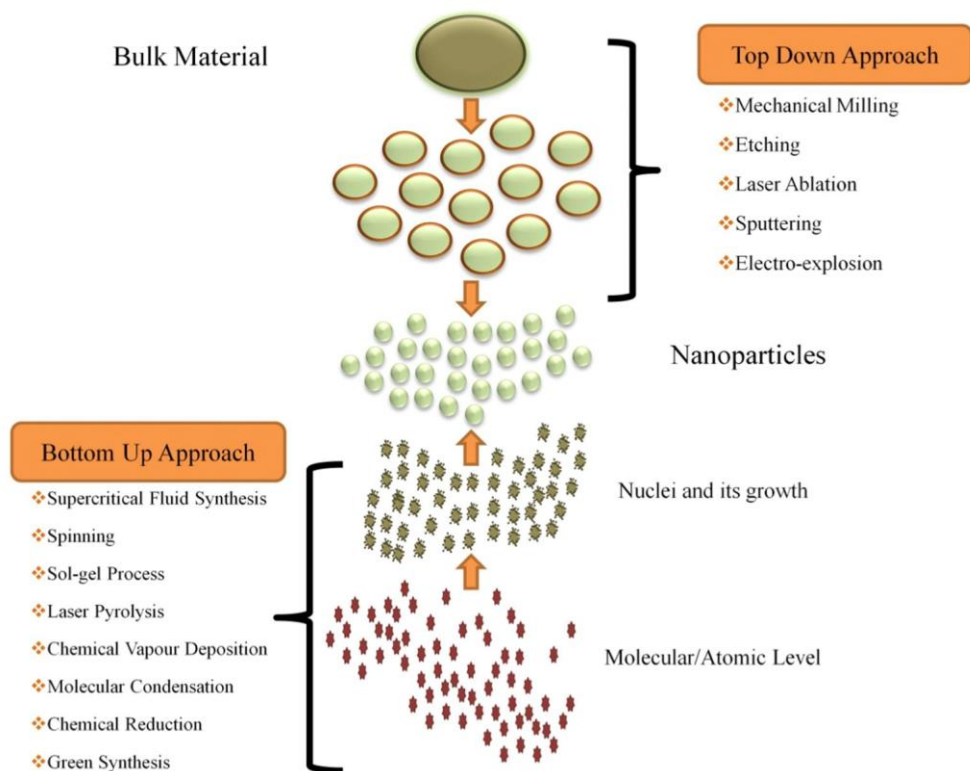 Bulk Material
Top Down Approach
Mechanical Milling
Etching
Laser Ablation
Sputtering
Electro-explosion
Nanoparticles
Bottom Up Approach
Supercritical Fluid Synthesis
Spinning
Sol-gel Process
Laser Pyrolysis
Chemical Vapour Deposition
Molecular Condensation
Chemical Reduction
Green Synthesis
Nuclei and its growth
Molecular/Atomic Level